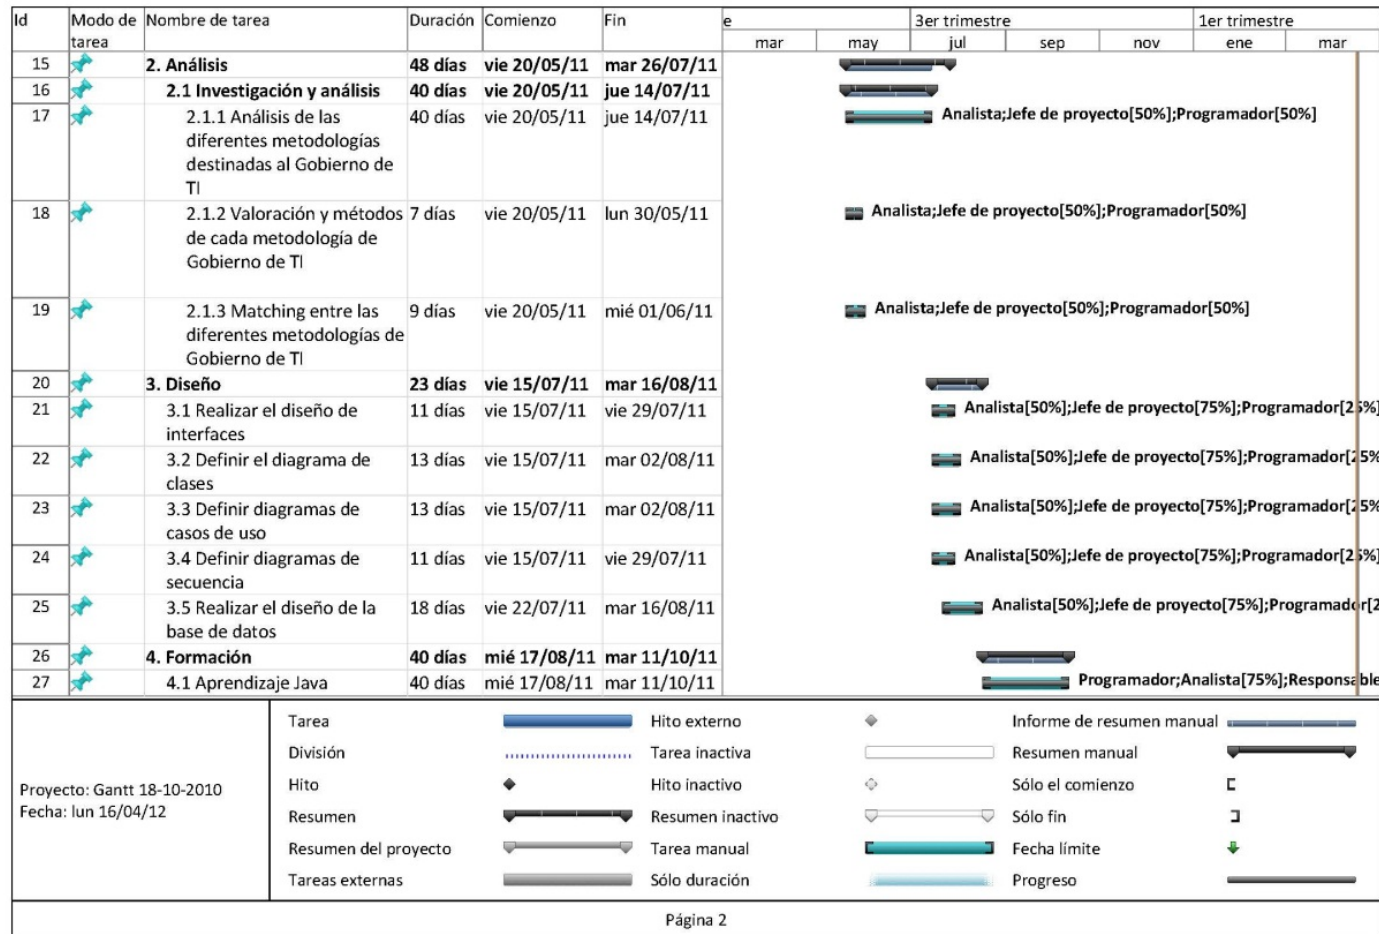 Id Modo de Nombre de tarea Duración Comienzo Fin e 3er trimestre 1er trimestre
tarea mar may jul sep nov ene mar
15 2. Análisis 48 días vie 20/05/11 mar 26/07/11
16 2.1 Investigación y análisis 40 días vie 20/05/11 jue 14/07/11
17 2.1.1 Análisis de las 40 días vie 20/05/11 jue 14/07/11 Analista;Jefe de proyecto[50%];Programador[50%]
diferentes metodologías
destinadas al Gobierno de
TI
18 2.1.2 Valoración y métodos 7 días vie 20/05/11 lun 30/05/11 Analista;Jefe de proyecto[50%];Programador[50%]
de cada metodología de
Gobierno de TI
19 2.1.3 Matching entre las 9 días vie 20/05/11 mié 01/06/11 Analista;Jefe de proyecto[50%];Programador[50%]
diferentes metodologías de
Gobierno de TI
20 3. Diseño 23 días vie 15/07/11 mar 16/08/11
21 3.1 Realizar el diseño de 11 días vie 15/07/11 vie 29/07/11 Analista[50%];Jefe de proyecto[75%];Programador[25%]
interfaces
22 3.2 Definir el diagrama de 13 días vie 15/07/11 mar 02/08/11 Analista[50%];Jefe de proyecto[75%];Programador[25%
clases
23 3.3 Definir diagramas de 13 días vie 15/07/11 mar 02/08/11 Analista[50%];Jefe de proyecto[75%];Programador[25%
casos de uso
24 3.4 Definir diagramas de 11 días vie 15/07/11 vie 29/07/11 Analista[50%];Jefe de proyecto[75%];Programador[25%]
secuencia
25 3.5 Realizar el diseño de la 18 días vie 22/07/11 mar 16/08/11 Analista[50%];Jefe de proyecto[75%];Programador[2
base de datos
26 4. Formación 40 días mié 17/08/11 mar 11/10/11
27 4.1 Aprendizaje Java 40 días mié 17/08/11 mar 11/10/11 Programador;Analista[75%];Responsable
Proyecto: Gantt 18-10-2010
Fecha: lun 16/04/12
Tarea Hito externo Informe de resumen manual
División Tarea inactiva Resumen manual
Hito Hito inactivo Sólo el comienzo
Resumen Resumen inactivo Sólo fin
Resumen del proyecto Tarea manual Fecha límite
Tareas externas Sólo duración Progreso
Página 2